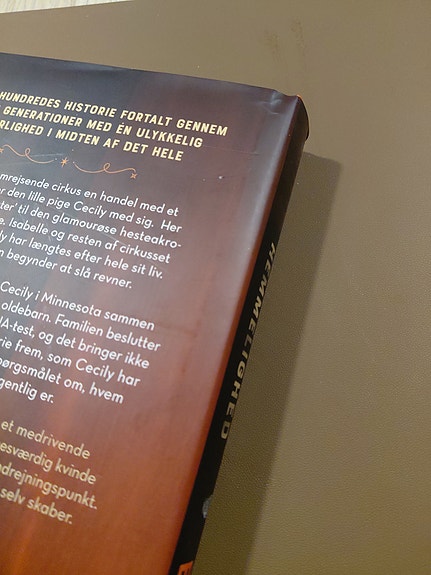 HUNDREDES HISTORIE FORTALT GENNEM
GENERATIONER MED ÉN ULYKKELIG
RLIGHED I MIDTEN AF DET HELE
mrejsende cirkus en handel med et
r den lille pige Cecily med sig. Her
ter' til den glamourøse hesteakro-
e. Isabelle og resten af cirkusset
ly har længtes efter hele sit liv.
n begynder at slå revner.
Cecily i Minnesota sammen
oldebarn. Familien beslutter
IA-test, og det bringer ikke
rie frem, som Cecily har
pørgsmålet om, hvem
gentlig er.
et medrivende
esværdig kvinde
ndrejningspunkt.
selv skaber.
HEMMELIGHED